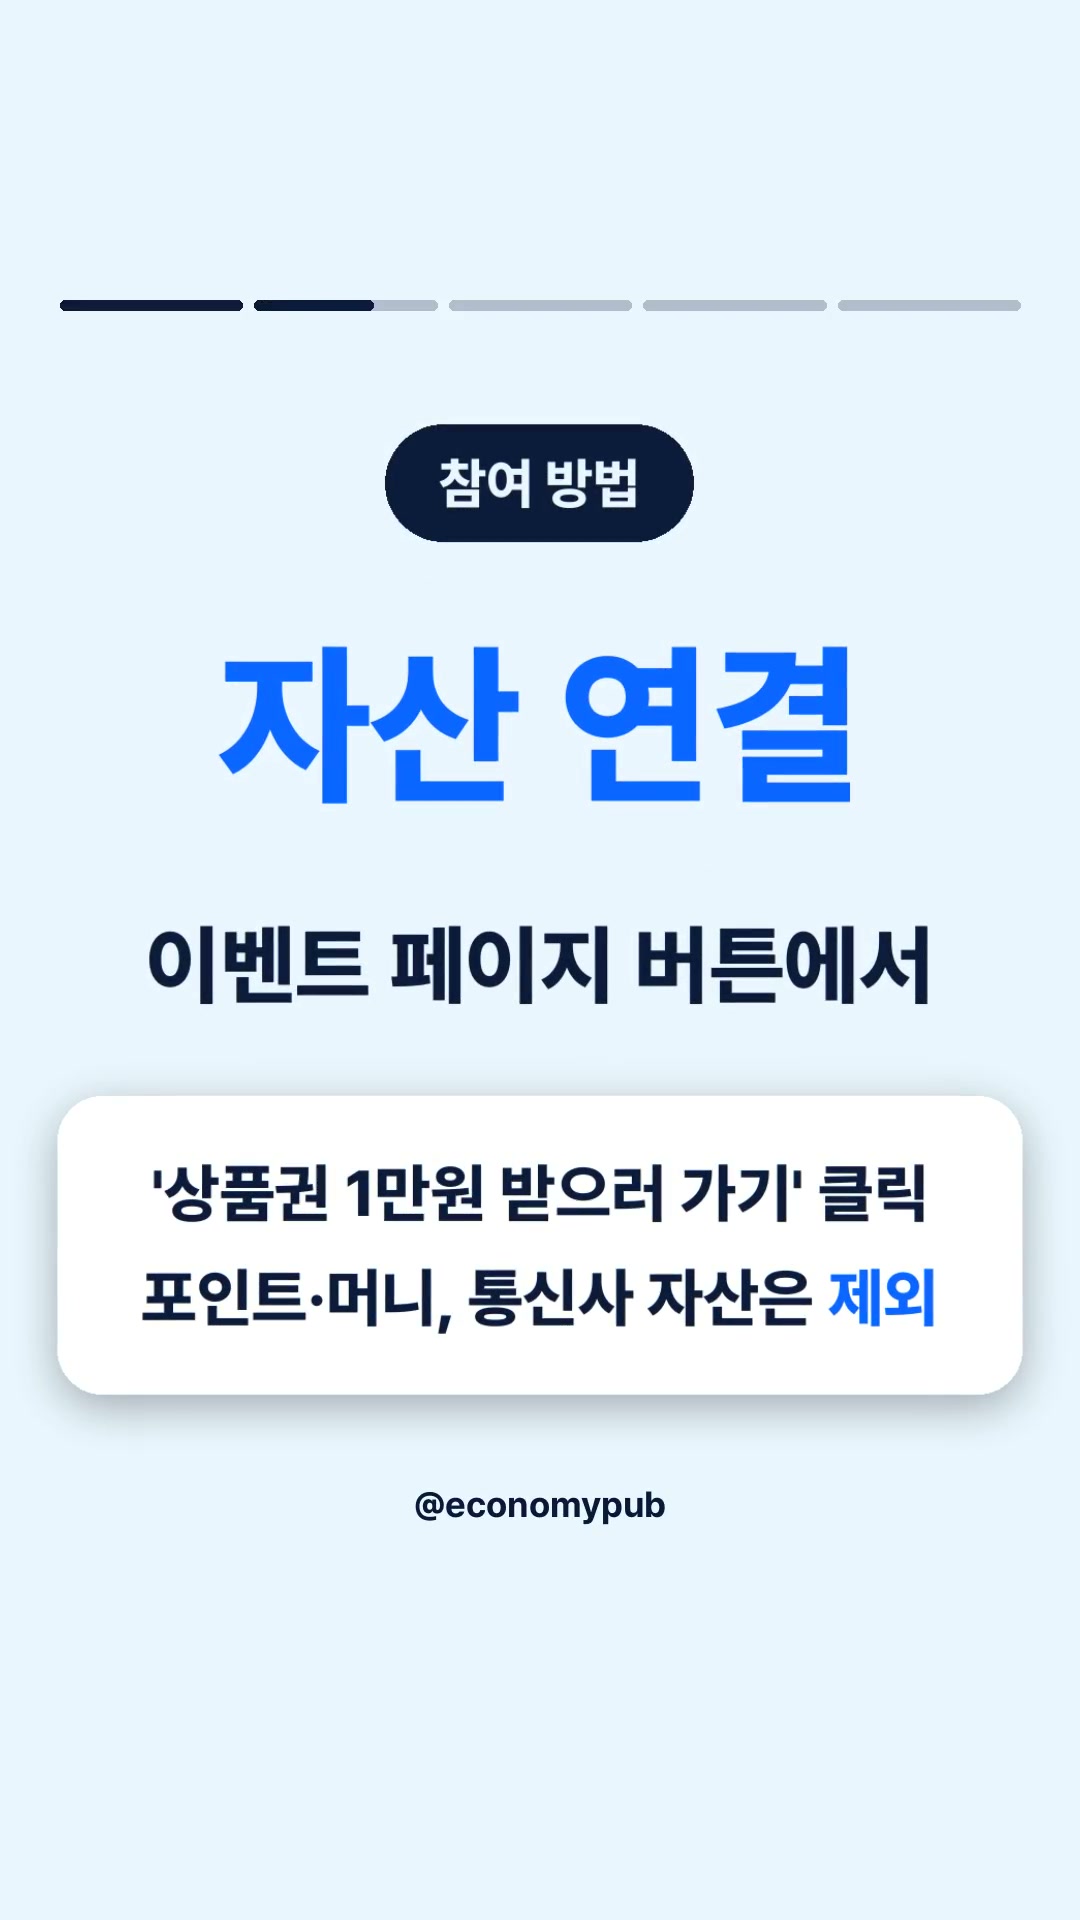 참여 방법
자산 연결
이벤트 페이지 버튼에서
'상품권 1만원 받으러 가기' 클릭
포인트·머니, 통신사 자산은 제외
@economypub